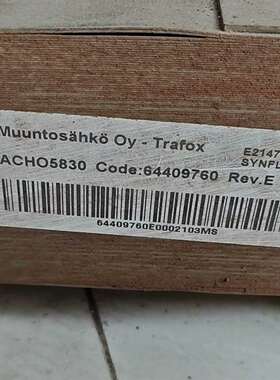 Muuntosähkö Oy - Trafox
E2147
SYNFL
ACHO5830 Code:64409760 Rev.E
64409760E0002103MS